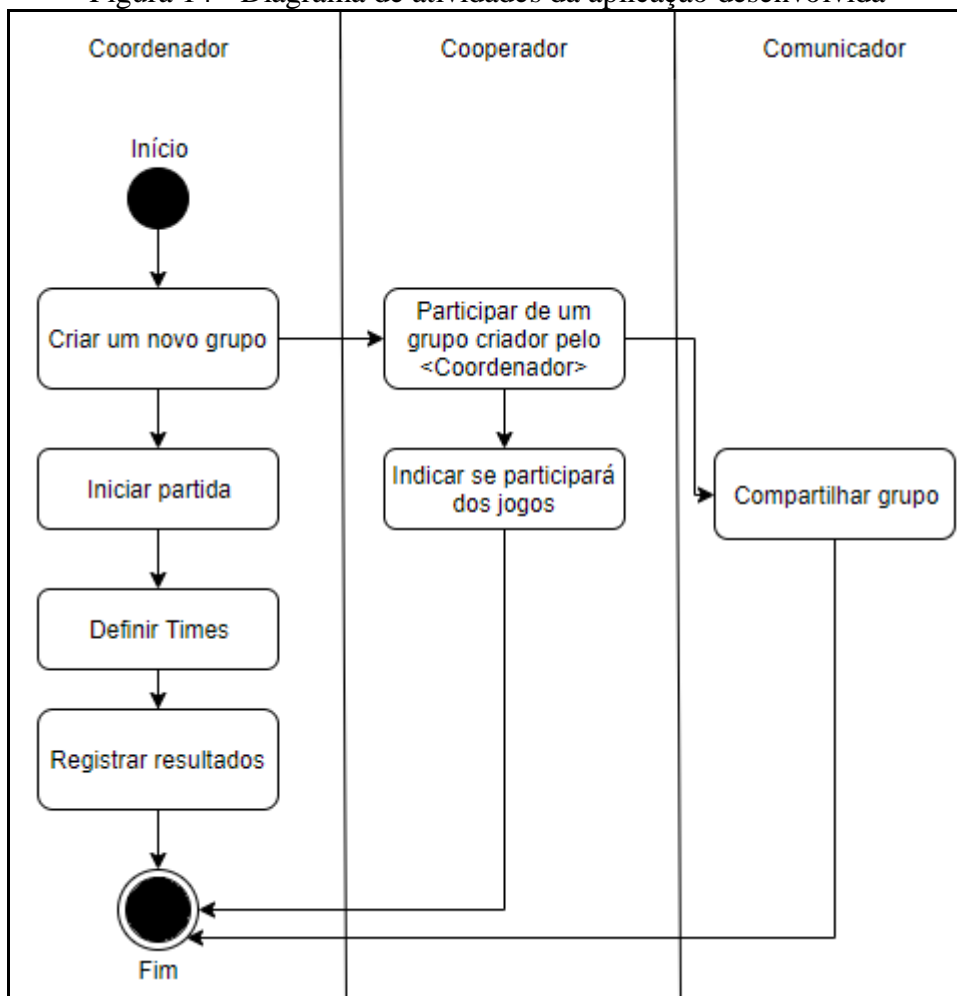 Figura 14 - Diagrama de atividades da aplicação desenvolvida
Coordenador
Cooperador
Comunicador
Início
Criar um novo grupo
Participar de um
grupo criador pelo
<Coordenador>
Iniciar partida
Indicar se participará
dos jogos
Compartilhar grupo
Definir Times
Registrar resultados
Fim